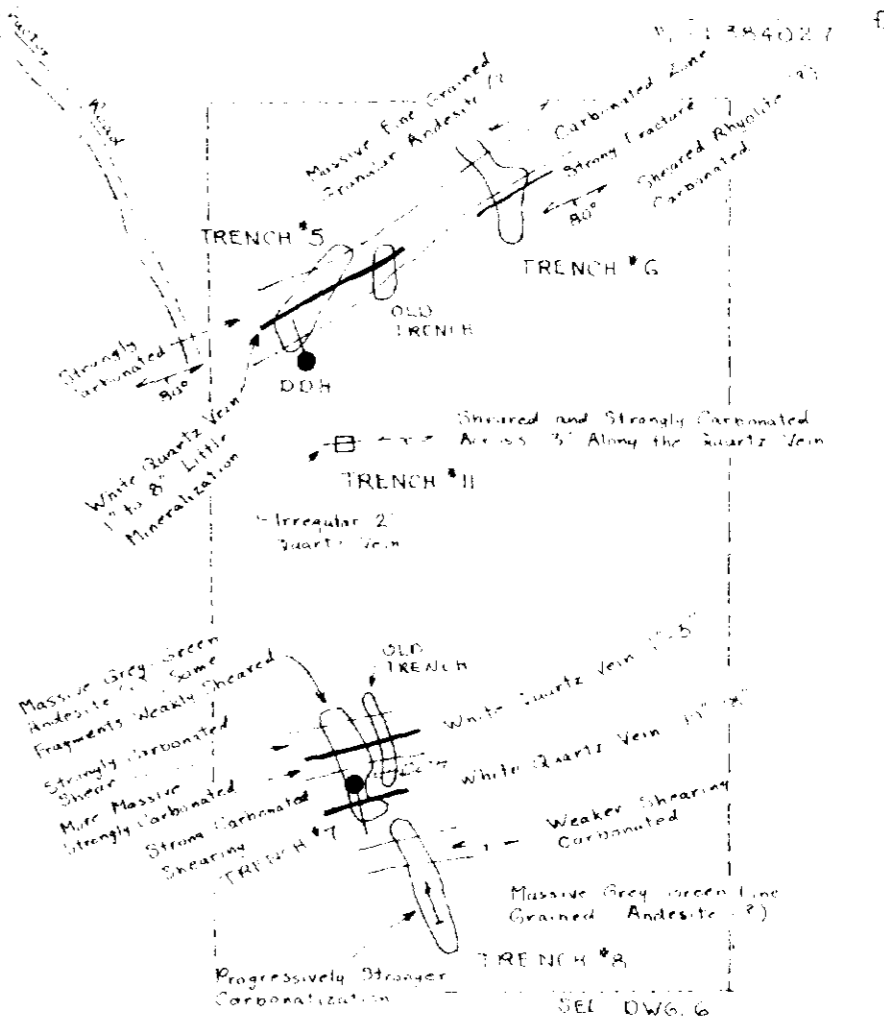 384027
Road
Massive Fine Grained
Granular Andesite (?)
Carbonated Zone
Strong Fracture
Sheared Rhyolite (?)
Carbonated
80°
TRENCH #5
TRENCH #6
OLD
TRENCH
Strongly
Carbonated
80°
DDH
White Quartz Vein
1" to 8" Little
Mineralization
Sheared and Strongly Carbonated
Across 3' Along the Quartz Vein
TRENCH #11
Irregular 2"
Quartz Vein
Massive Grey Green
Andesite Some
Fragments Weakly Sheared
OLD
TRENCH
White Quartz Vein
Strongly Carbonated
Shear
White Quartz Vein
More Massive
Strongly Carbonated
Strong Carbonated
Shearing
TRENCH #7
Weaker Shearing
Carbonated
Massive Grey Green Fine
Grained Andesite (?)
TRENCH #8
Progressively Stronger
Carbonatization
SEE DWG. 6